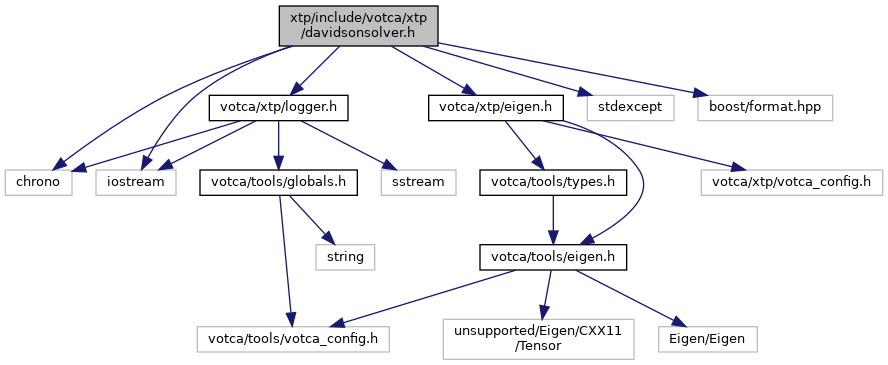 xtp/include/votca/xtp
/davidsonsolver.h
votca/xtp/logger.h
votca/xtp/eigen.h
stdexcept
boost/format.hpp
chrono
iostream
votca/tools/globals.h
sstream
votca/tools/types.h
votca/xtp/votca_config.h
string
votca/tools/eigen.h
votca/tools/votca_config.h
unsupported/Eigen/CXX11
/Tensor
Eigen/Eigen